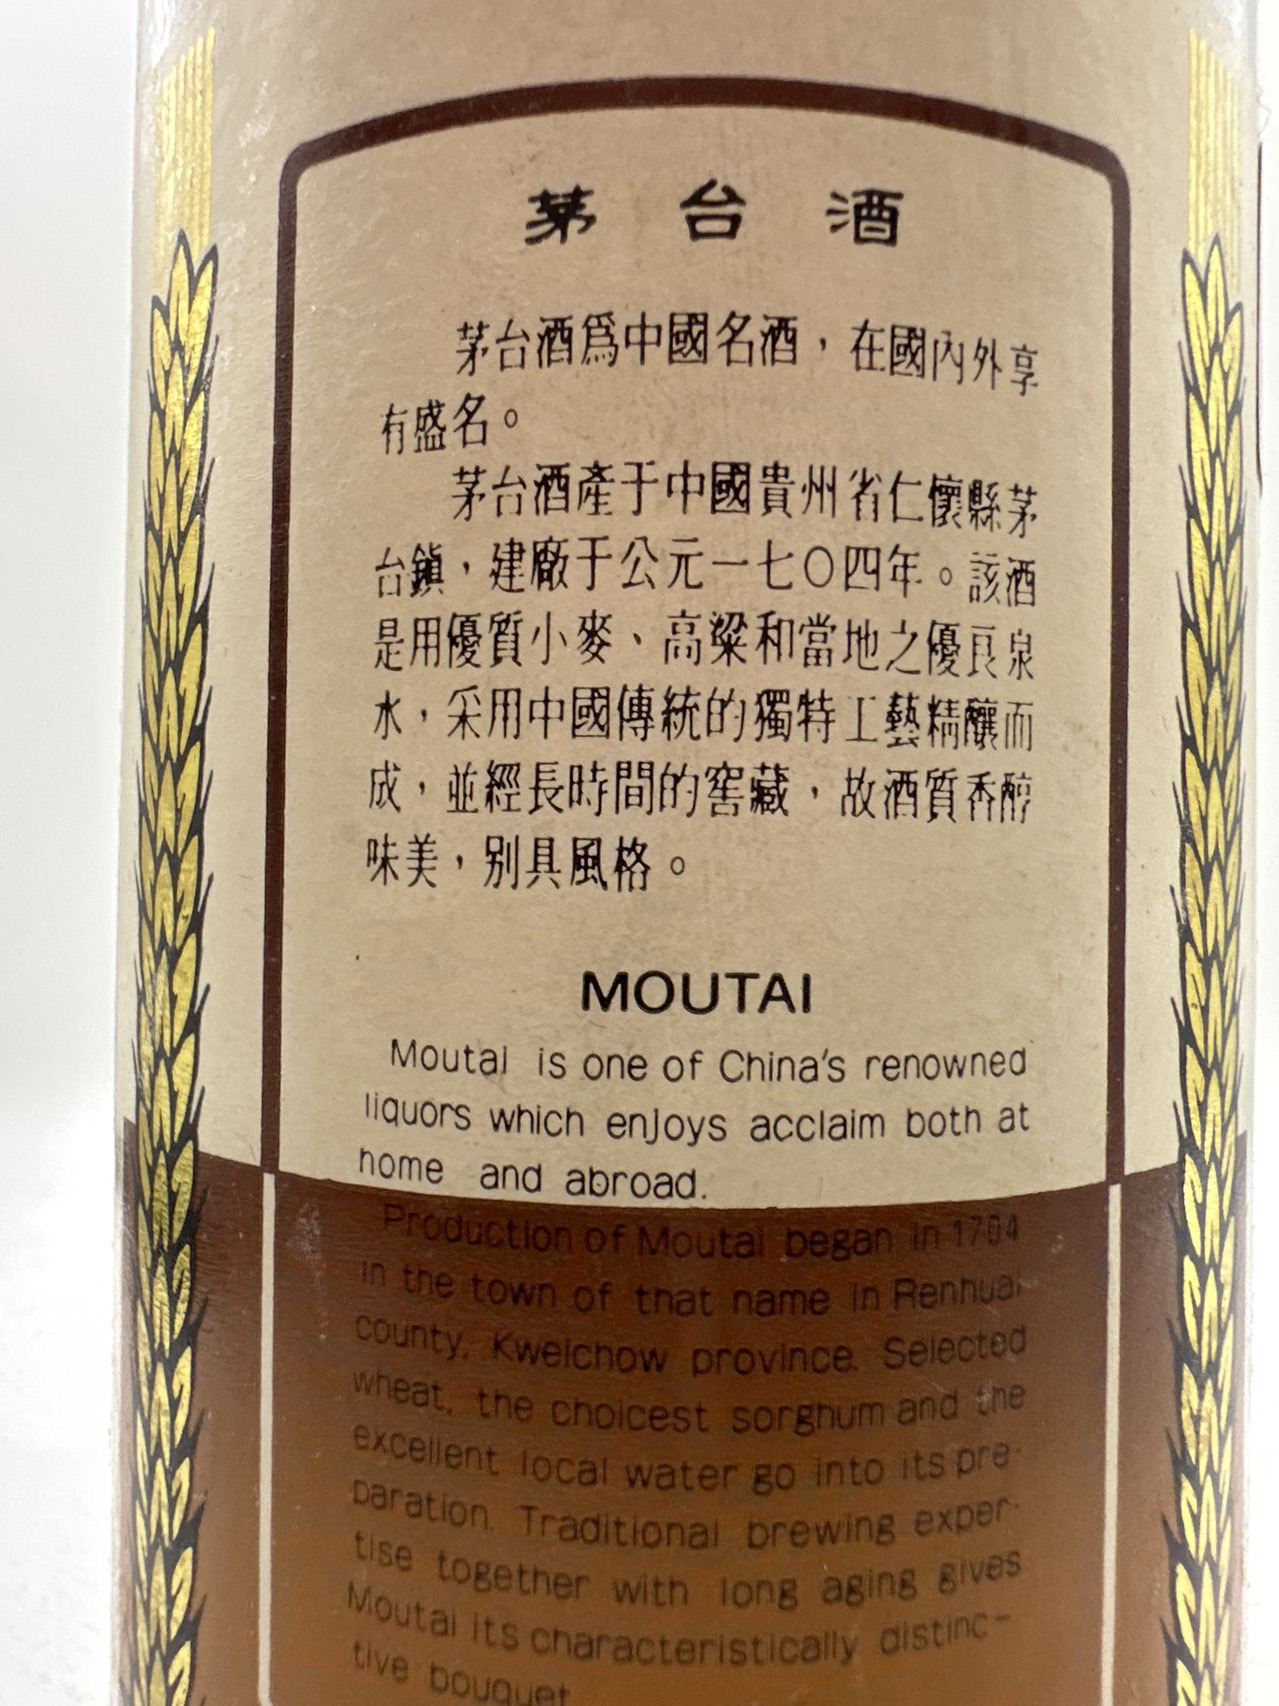 茅台酒
茅台酒爲中國名酒，在國內外享
有盛名。
茅台酒產于中國貴州省仁懷縣茅
台鎮，建廠于公元一七〇四年。該酒
是用優質小麥、高粱和當地之優良泉
水，采用中國傳統的獨特工藝精釀而
成，並經長時間的窖藏，故酒質香醇
味美，别具風格。
MOUTAI
Moutai is one of China's renowned
liquors which enjoys acclaim both at
home and abroad.
Production of Moutai began in 1704
in the town of that name in Renhuai
county, Kweichow province. Selected
wheat, the choicest sorghum and the
excellent local water go into its pre-
paration. Traditional brewing exper-
tise together with long aging gives
Moutai its characteristically distinc-
tive bouquet